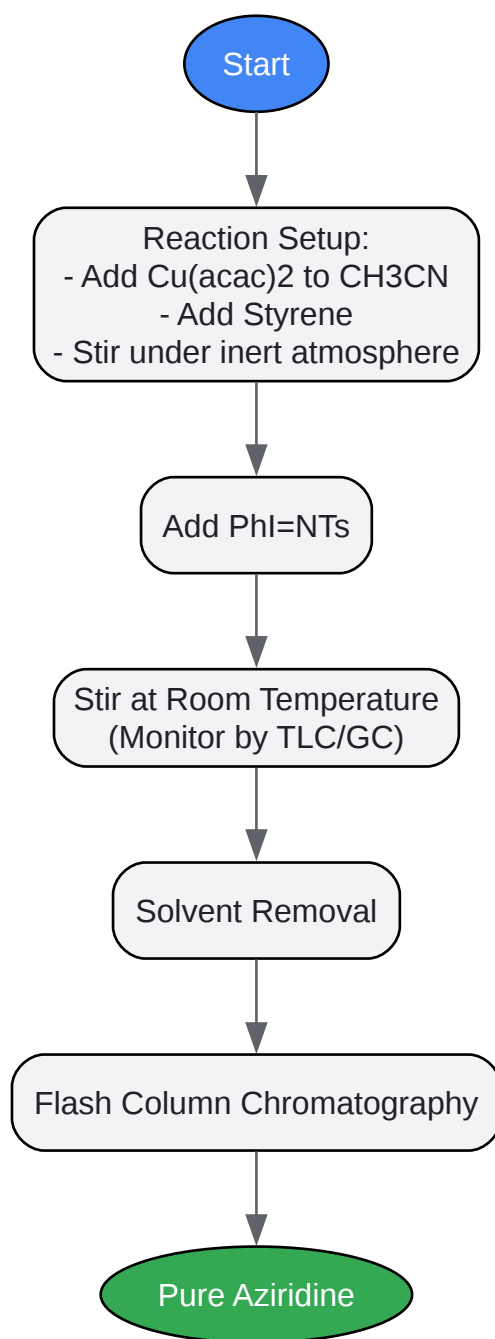 Start
Reaction Setup:
- Add Cu(acac)2 to CH3CN
- Add Styrene
- Stir under inert atmosphere
Add PhI=NTs
Stir at Room Temperature
(Monitor by TLC/GC)
Solvent Removal
Flash Column Chromatography
Pure Aziridine